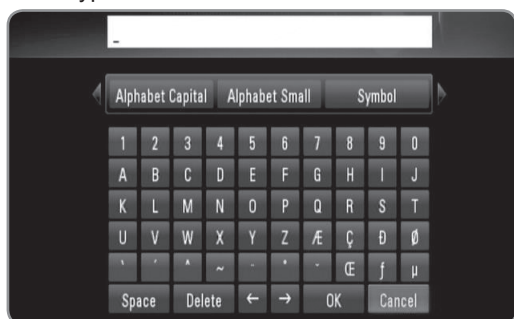 _
Alphabet Capital Alphabet Small Symbol
1 2 3 4 5 6 7 8 9 0
A B C D E F G H I J
K L M N O P Q R S T
U V W X Y Z Æ Ç Ð Ø
` ´ ^ ~ ¨ ° - Œ ƒ µ
Space Delete ← → OK Cancel